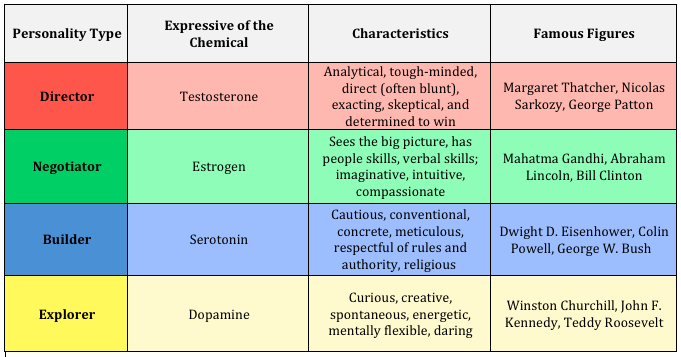 Personality Type
Expressive of the
Chemical
Characteristics
Famous Figures
Director
Testosterone
Analytical, tough-minded,
direct (often blunt),
exacting, skeptical, and
determined to win
Margaret Thatcher, Nicolas
Sarkozy, George Patton
Negotiator
Estrogen
Sees the big picture, has
people skills, verbal skills;
imaginative, intuitive,
compassionate
Mahatma Gandhi, Abraham
Lincoln, Bill Clinton
Builder
Serotonin
Cautious, conventional,
concrete, meticulous,
respectful of rules and
authority, religious
Dwight D. Eisenhower, Colin
Powell, George W. Bush
Explorer
Dopamine
Curious, creative,
spontaneous, energetic,
mentally flexible, daring
Winston Churchill, John F.
Kennedy, Teddy Roosevelt